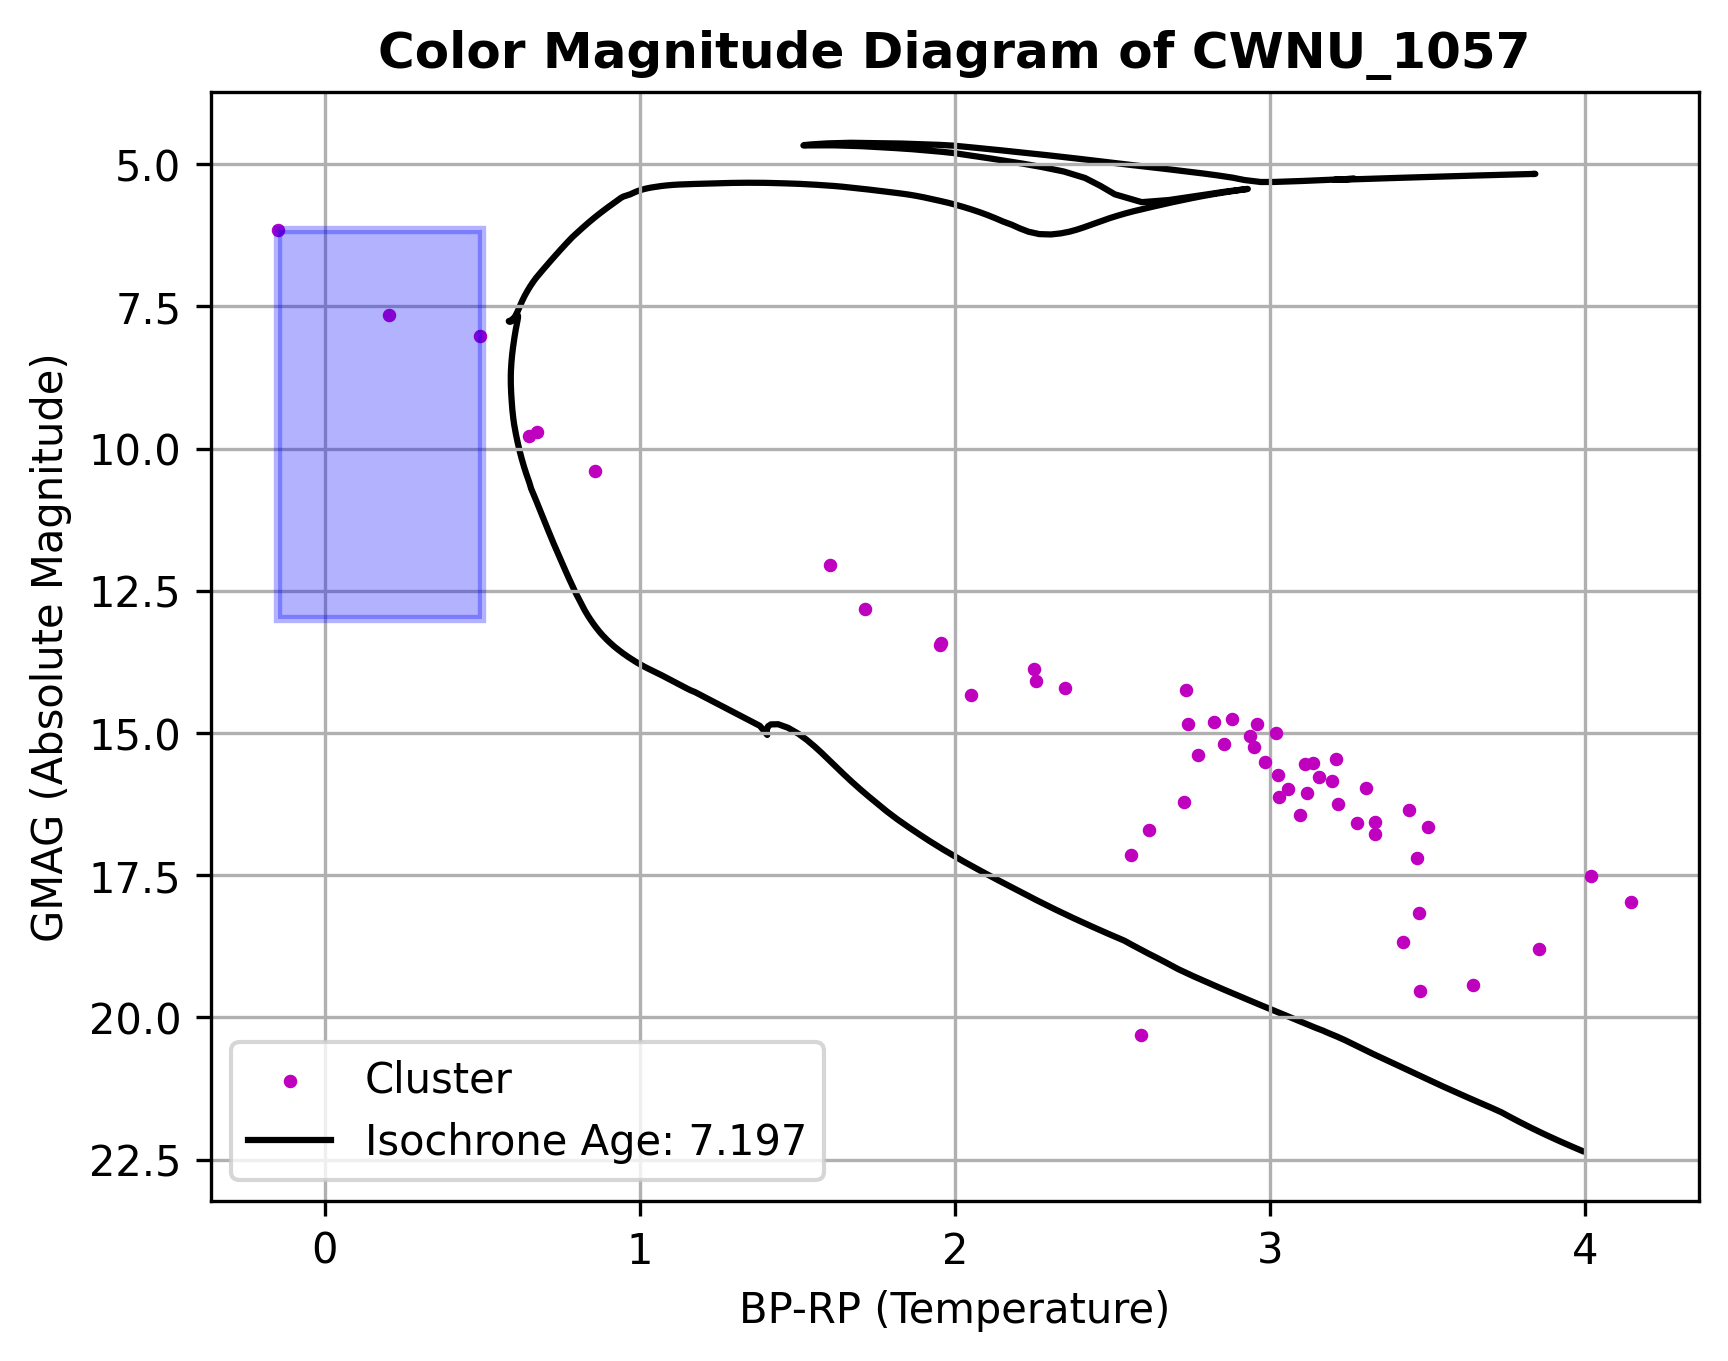 Color Magnitude Diagram of CWNU_1057
GMAG (Absolute Magnitude)
5.0
7.5
10.0
12.5
15.0
17.5
20.0
22.5
Cluster
Isochrone Age: 7.197
0 1 2 3 4
BP-RP (Temperature)